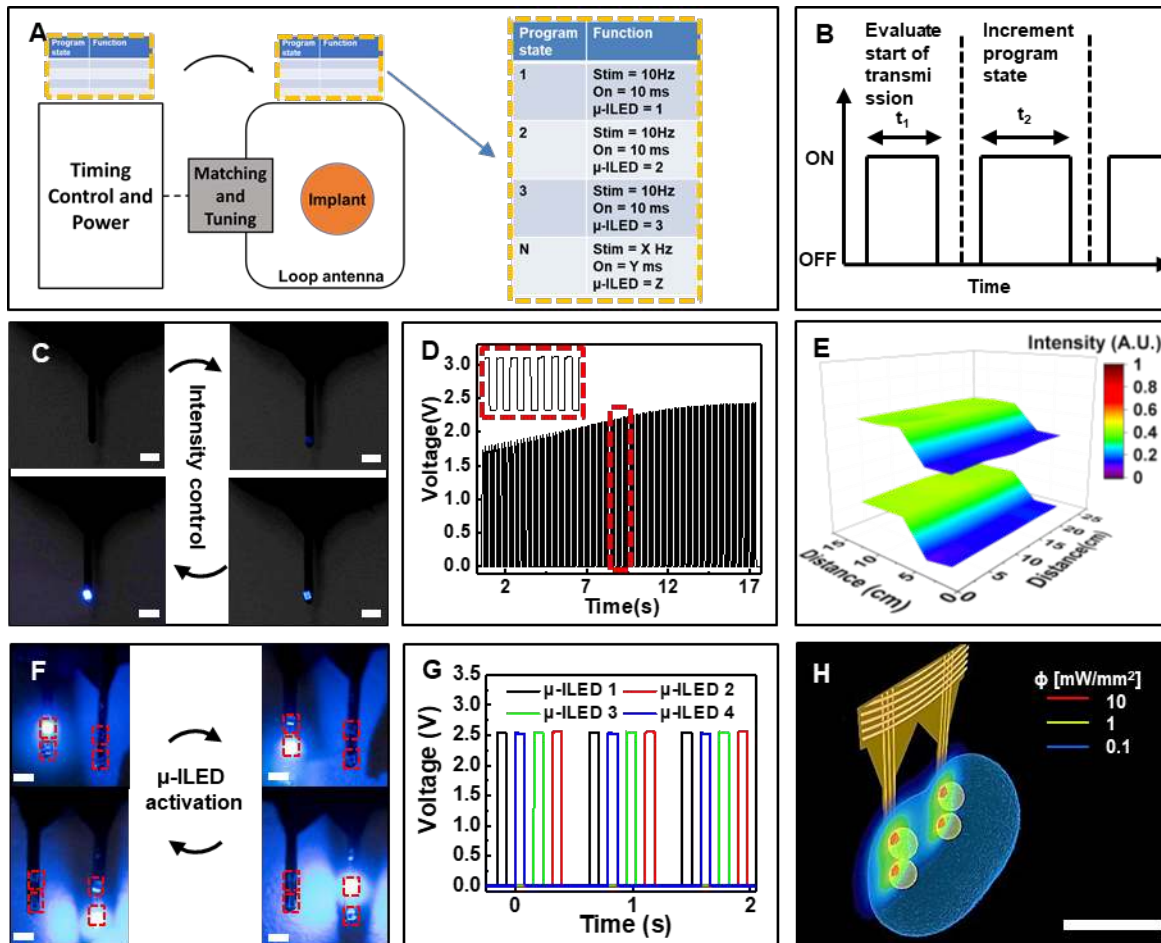 A
Program state
Function
Program state
Function
Timing
Control and
Power
Matching
and
Tuning
Implant
Loop antenna
Program
state
Function
1
Stim = 10Hz
On = 10 ms
μ-ILED = 1
2
Stim = 10Hz
On = 10 ms
μ-ILED = 2
3
Stim = 10Hz
On = 10 ms
μ-ILED = 3
N
Stim = X Hz
On = Y ms
μ-ILED = Z
B
Evaluate
start of
transmi
ssion
Increment
program
state
t1
t2
ON
OFF
Time
C
Intensity control
D
Voltage(V)
3.0
2.5
2.0
1.5
1.0
0.5
0.0
2
7
12
17
Time(s)
E
Intensity (A.U.)
1
0.8
0.6
0.4
0.2
0
15
10
5
0
Distance (cm)
0
5
10
15
20
25
Distance(cm)
F
μ-ILED
activation
G
μ-ILED 1
μ-ILED 2
μ-ILED 3
μ-ILED 4
Voltage (V)
3.5
3.0
2.5
2.0
1.5
1.0
0.5
0.0
0
1
2
Time (s)
H
ϕ [mW/mm²]
10
1
0.1